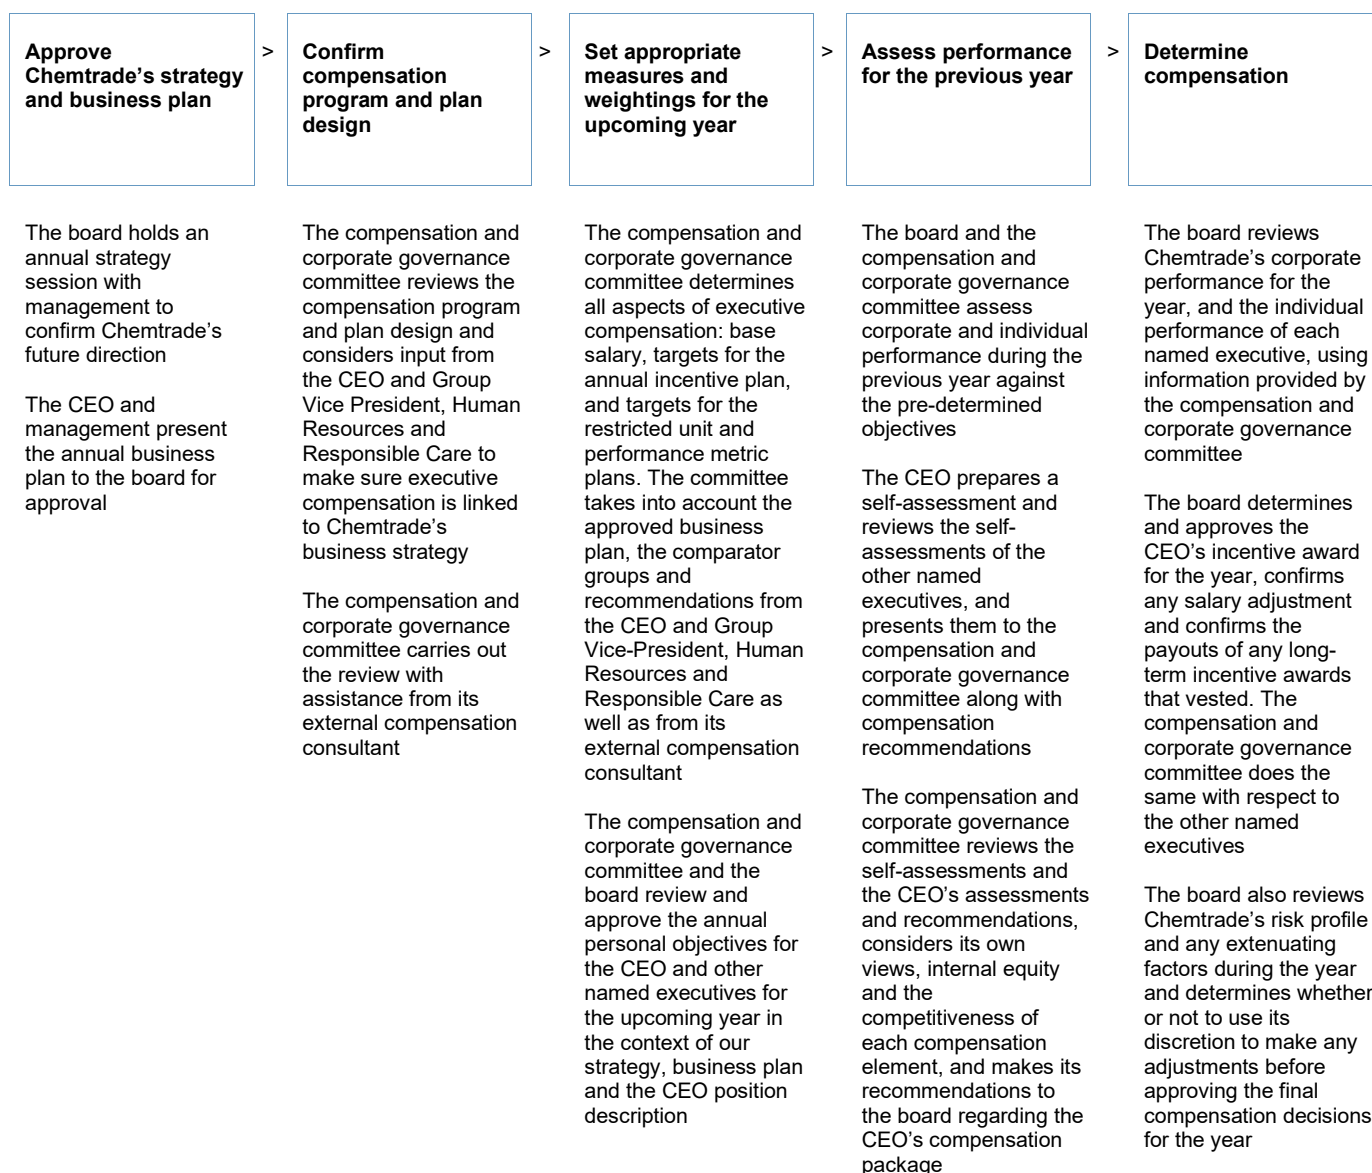 Approve
Chemtrade’s strategy
and business plan
>
Confirm
compensation
program and plan
design
>
Set appropriate
measures and
weightings for the
upcoming year
>
Assess performance
for the previous year
>
Determine
compensation
The board holds an
annual strategy
session with
management to
confirm Chemtrade’s
future direction
The CEO and
management present
the annual business
plan to the board for
approval
The compensation and
corporate governance
committee reviews the
compensation program
and plan design and
considers input from
the CEO and Group
Vice President, Human
Resources and
Responsible Care to
make sure executive
compensation is linked
to Chemtrade’s
business strategy
The compensation and
corporate governance
committee carries out
the review with
assistance from its
external compensation
consultant
The compensation and
corporate governance
committee determines
all aspects of executive
compensation: base
salary, targets for the
annual incentive plan,
and targets for the
restricted unit and
performance metric
plans. The committee
takes into account the
approved business
plan, the comparator
groups and
recommendations from
the CEO and Group
Vice-President, Human
Resources and
Responsible Care as
well as from its
external compensation
consultant
The compensation and
corporate governance
committee and the
board review and
approve the annual
personal objectives for
the CEO and other
named executives for
the upcoming year in
the context of our
strategy, business plan
and the CEO position
description
The board and the
compensation and
corporate governance
committee assess
corporate and individual
performance during the
previous year against
the pre-determined
objectives
The CEO prepares a
self-assessment and
reviews the self-
assessments of the
other named
executives, and
presents them to the
compensation and
corporate governance
committee along with
compensation
recommendations
The compensation and
corporate governance
committee reviews the
self-assessments and
the CEO’s assessments
and recommendations,
considers its own
views, internal equity
and the
competitiveness of
each compensation
element, and makes its
recommendations to
the board regarding the
CEO’s compensation
package
The board reviews
Chemtrade’s corporate
performance for the
year, and the individual
performance of each
named executive, using
information provided by
the compensation and
corporate governance
committee
The board determines
and approves the
CEO’s incentive award
for the year, confirms
any salary adjustment
and confirms the
payouts of any long-
term incentive awards
that vested. The
compensation and
corporate governance
committee does the
same with respect to
the other named
executives
The board also reviews
Chemtrade’s risk profile
and any extenuating
factors during the year
and determines whether
or not to use its
discretion to make any
adjustments before
approving the final
compensation decisions
for the year